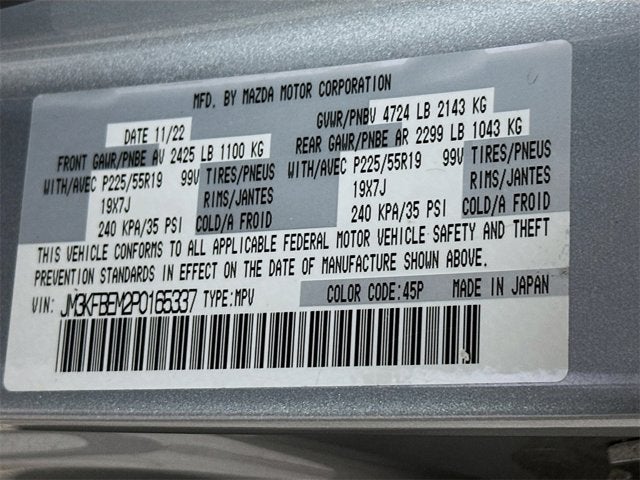 MFD. BY MAZDA MOTOR CORPORATION
DATE 11/22 GVWR/PNBV 4724 LB 2143 KG
FRONT GAWR/PNBE AV 2425 LB 1100 KG REAR GAWR/PNBE AR 2299 LB 1043 KG
WITH/AVEC P225/55R19 99V TIRES/PNEUS WITH/AVEC P225/55R19 99V TIRES/PNEUS
19X7J RIMS/JANTES 19X7J RIMS/JANTES
240 KPA/35 PSI COLD/A FROID 240 KPA/35 PSI COLD/A FROID
THIS VEHICLE CONFORMS TO ALL APPLICABLE FEDERAL MOTOR VEHICLE SAFETY AND THEFT
PREVENTION STANDARDS IN EFFECT ON THE DATE OF MANUFACTURE SHOWN ABOVE.
VIN: JM3KFBEM2P0165337 TYPE:MPV COLOR CODE:45P MADE IN JAPAN